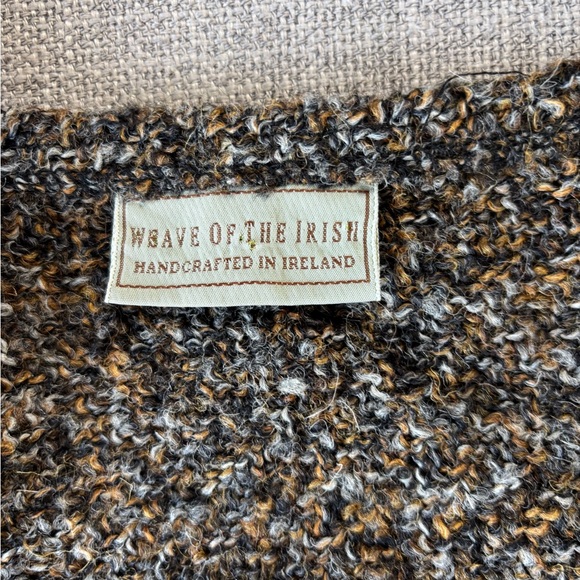 WEAVE OF THE IRISH
HANDCRAFTED IN IRELAND